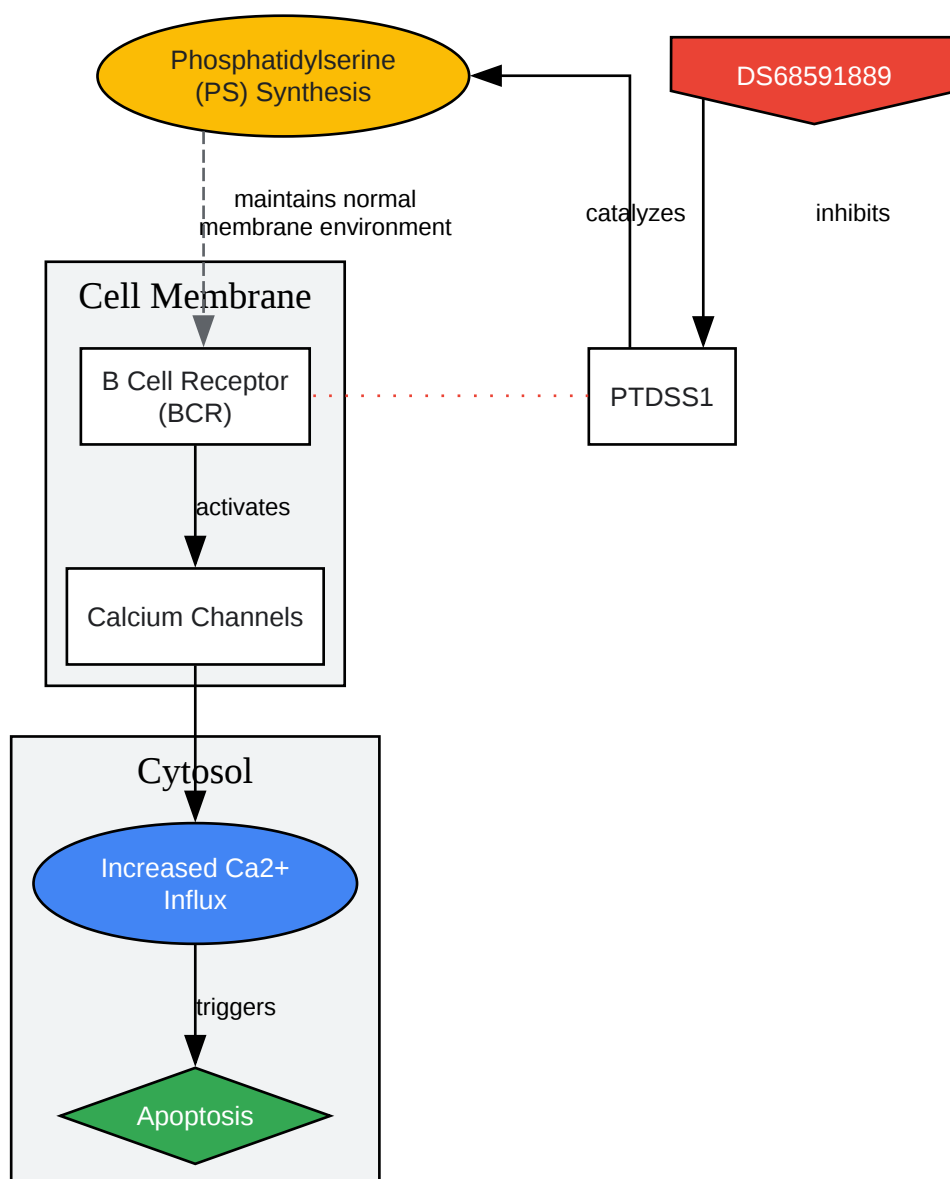 Phosphatidylserine
(PS) Synthesis
DS68591889
maintains normal
membrane environment
catalyzes
inhibits
Cell Membrane
B Cell Receptor
(BCR)
PTDSS1
activates
Calcium Channels
Cytosol
Increased Ca2+
Influx
triggers
Apoptosis